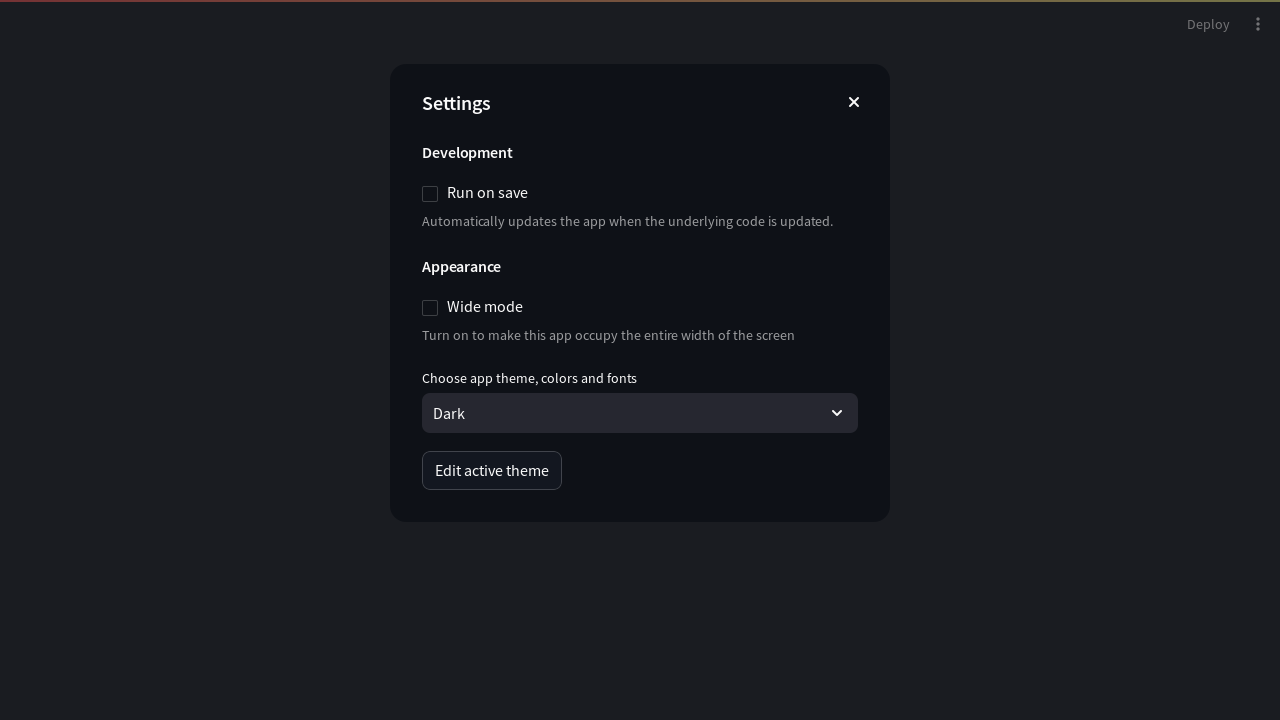 Deploy
Settings
Development
Run on save
Automatically updates the app when the underlying code is updated.
Appearance
Wide mode
Turn on to make this app occupy the entire width of the screen
Choose app theme, colors and fonts
Dark
Edit active theme